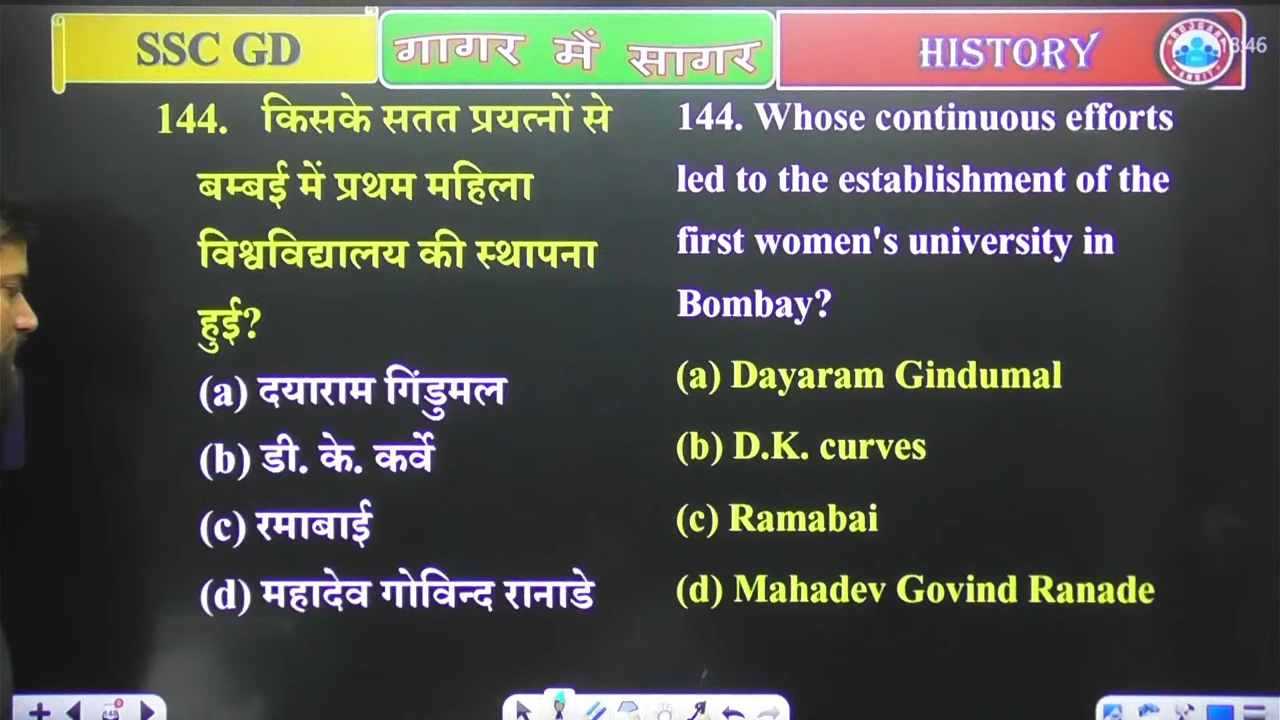 SSC GD
गागर में सागर
HISTORY
18:46
144. किसके सतत प्रयत्नों से
बम्बई में प्रथम महिला
विश्वविद्यालय की स्थापना
हुई?
(a) दयाराम गिंडुमल
(b) डी. के. कर्वे
(c) रमाबाई
(d) महादेव गोविन्द रानाडे
144. Whose continuous efforts
led to the establishment of the
first women's university in
Bombay?
(a) Dayaram Gindumal
(b) D.K. curves
(c) Ramabai
(d) Mahadev Govind Ranade